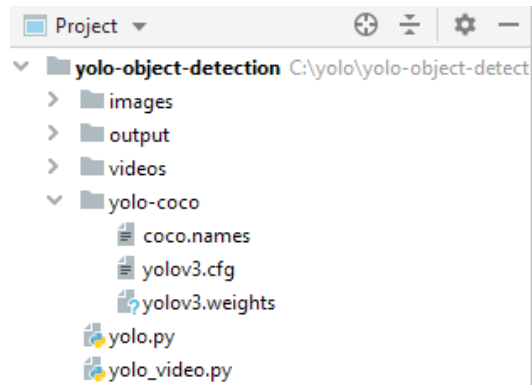 Project
yolo-object-detection C:\yolo\yolo-object-detect
images
output
videos
yolo-coco
coco.names
yolov3.cfg
yolov3.weights
yolo.py
yolo_video.py